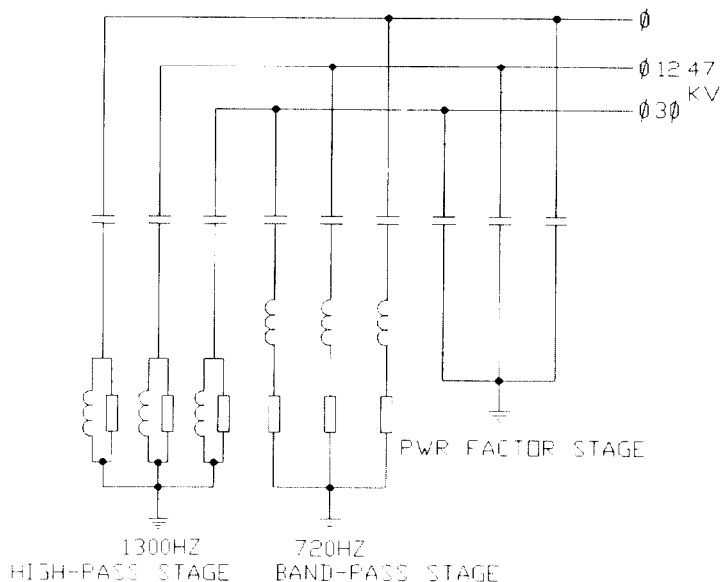 Ø
Ø 12 47
KV
Ø 3Ø
PWR FACTOR STAGE
1300HZ
HIGH-PASS STAGE
720HZ
BAND-PASS STAGE